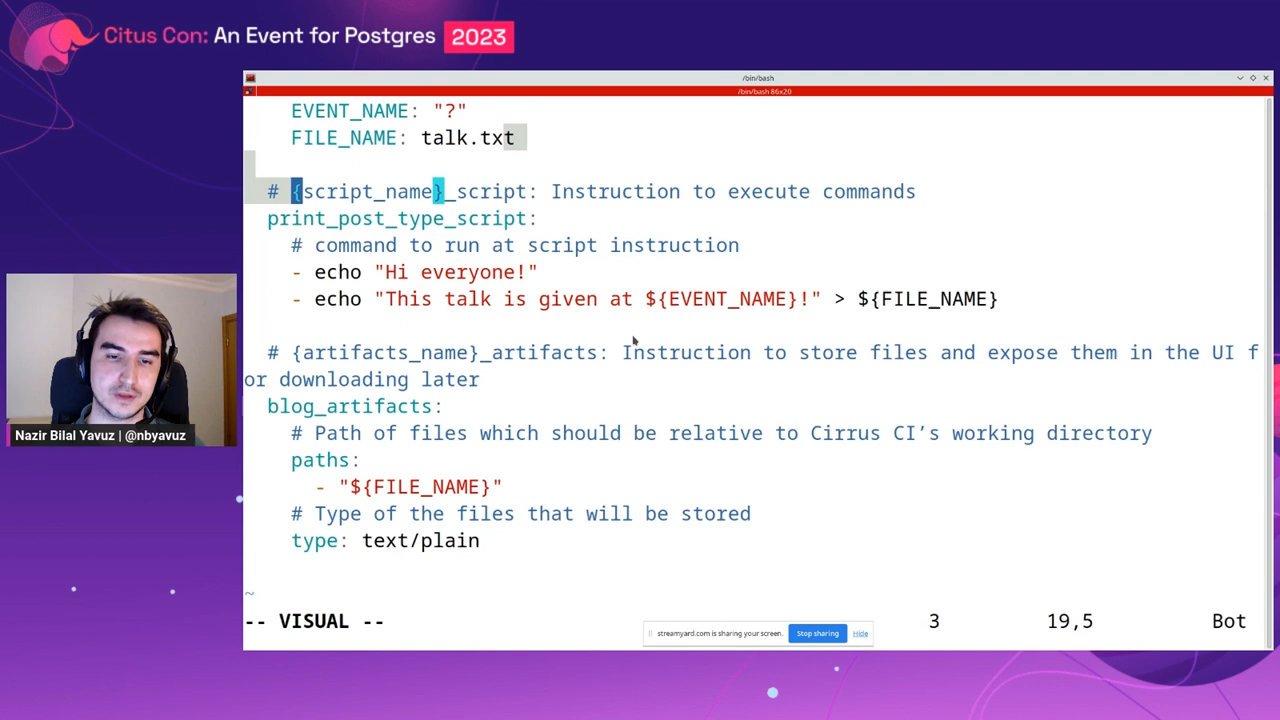 Citus Con: An Event for Postgres 2023
/bin/bash
/bin/bash 86x20
EVENT_NAME: "?"
FILE_NAME: talk.txt
# {script_name}_script: Instruction to execute commands
print_post_type_script:
# command to run at script instruction
- echo "Hi everyone!"
- echo "This talk is given at ${EVENT_NAME}!" > ${FILE_NAME}
# {artifacts_name}_artifacts: Instruction to store files and expose them in the UI f
or downloading later
blog_artifacts:
# Path of files which should be relative to Cirrus CI's working directory
paths:
- "${FILE_NAME}"
# Type of the files that will be stored
type: text/plain
~
-- VISUAL -- 3 19,5 Bot
streamyard.com is sharing your screen. Stop sharing Hide
Nazir Bilal Yavuz | @nbyavuz